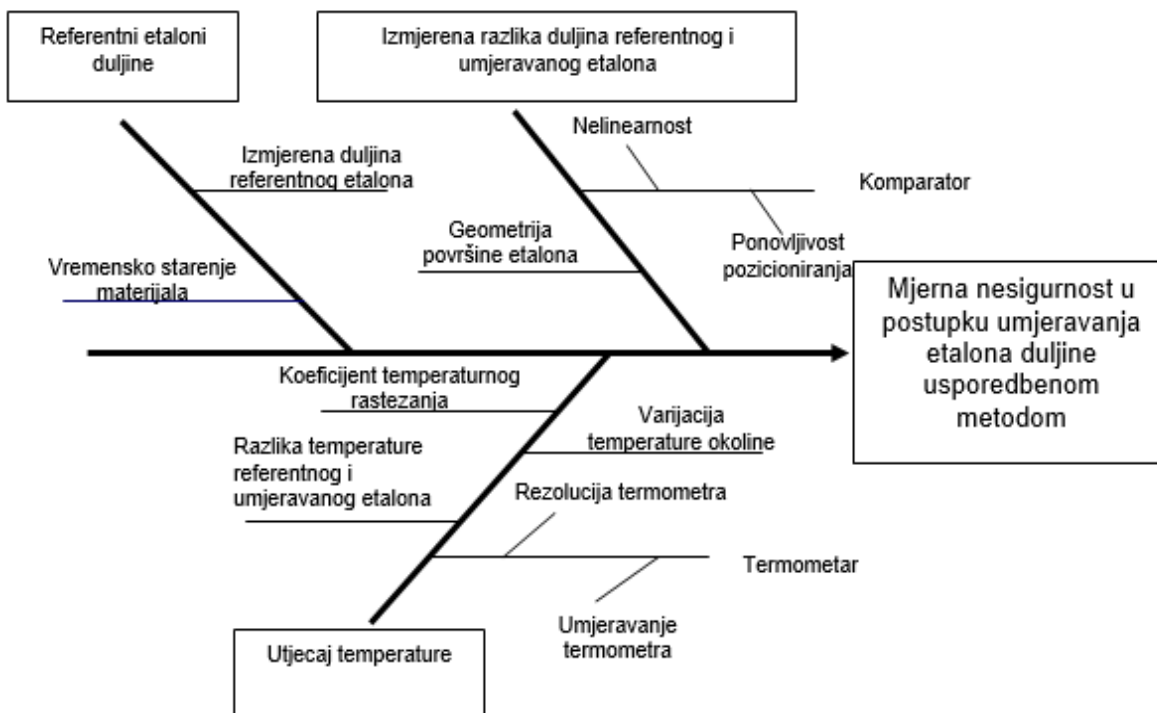 Referentni etaloni
duljine
Izmjerena razlika duljina referentnog i
umjeravanog etalona
Nelinearnost
Izmjerena duljina
referentnog etalona
Komparator
Geometrija
površine etalona
Ponovljivost
pozicioniranja
Vremensko starenje
materijala
Mjerna nesigurnost u
postupku umjeravanja
etalona duljine
usporedbenom
metodom
Koeficijent temperaturnog
rastezanja
Varijacija
temperature okoline
Razlika temperature
referentnog i
umjeravanog etalona
Rezolucija termometra
Termometar
Umjeravanje
termometra
Utjecaj temperature